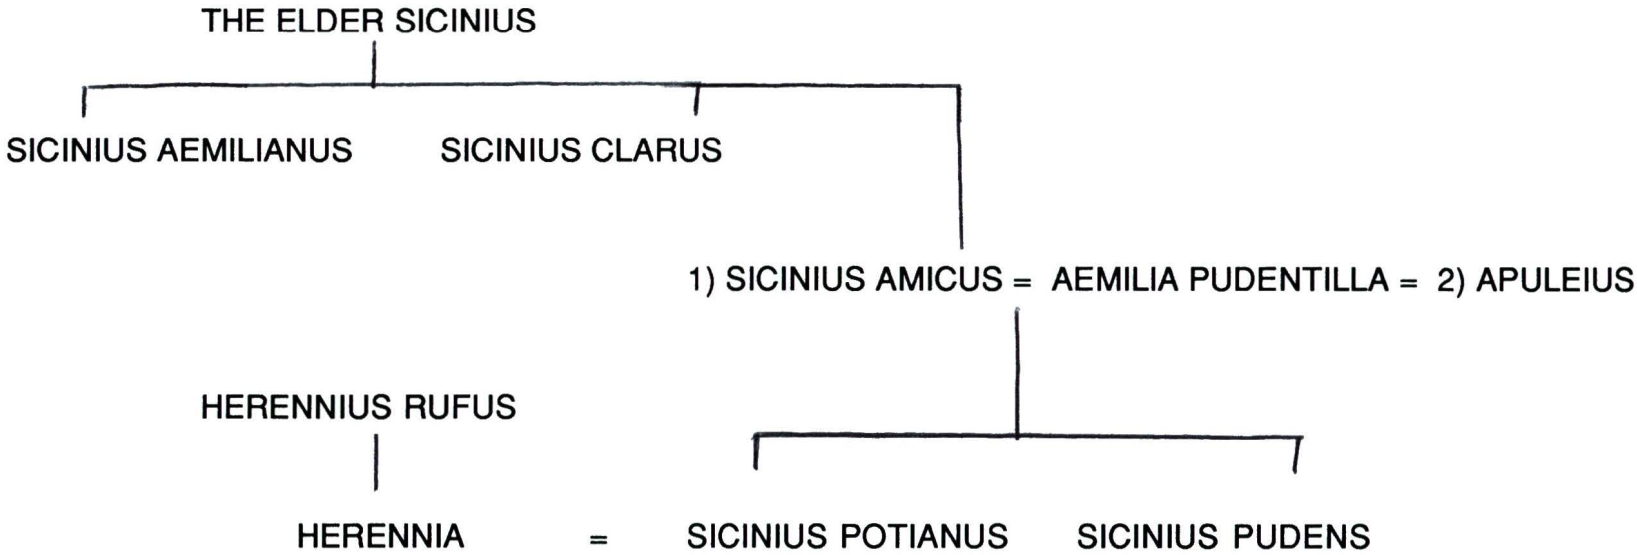 THE ELDER SICINIUS
SICINIUS AEMILIANUS SICINIUS CLARUS
1) SICINIUS AMICUS = AEMILIA PUDENTILLA = 2) APULEIUS
HERENNIUS RUFUS
HERENNIA = SICINIUS POTIANUS SICINIUS PUDENS